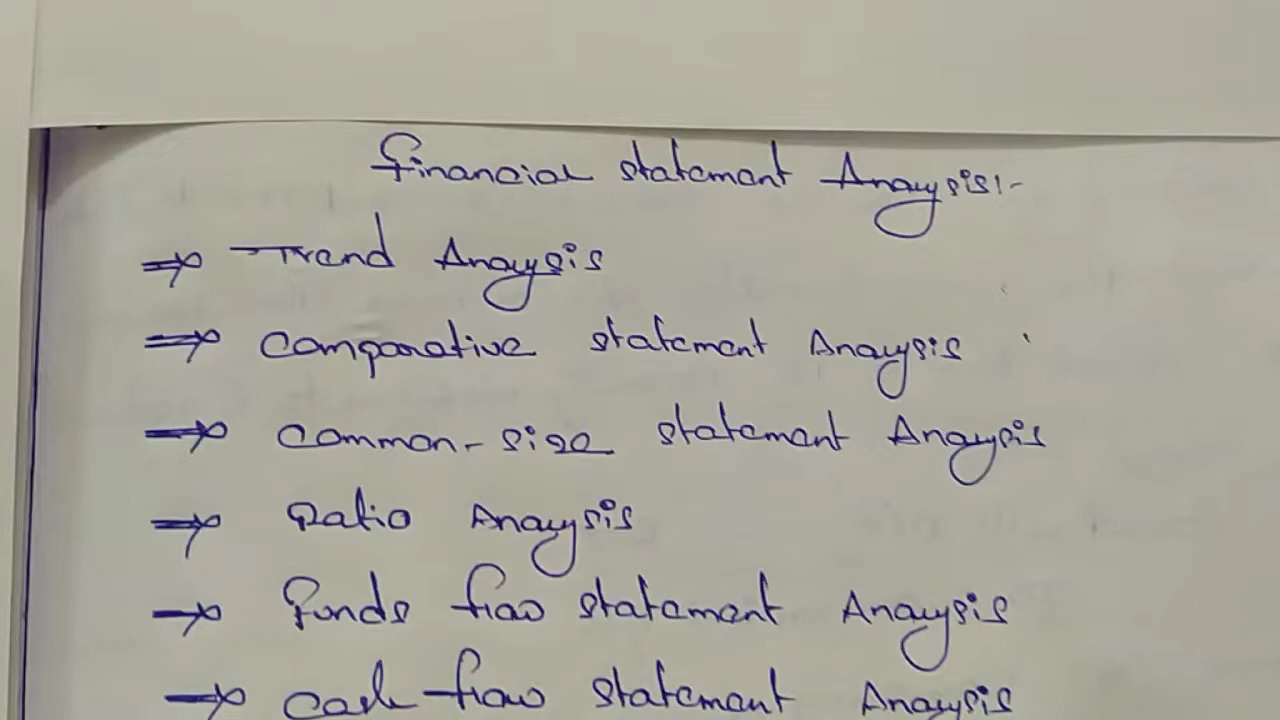 Financial statement Anaysis:-
⇒ Trend Anaysis
⇒ Comparative statement Anaysis
⇒ Common-size statement Anaysis
⇒ Ratio Anaysis
→ Funds flow statement Anaysis
→ Cash flow statement Anaysis